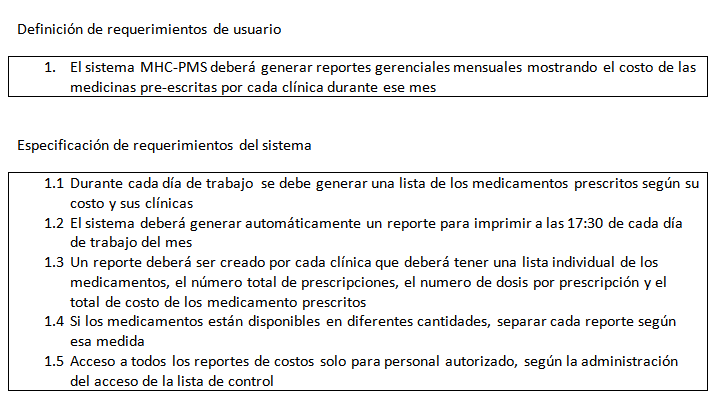 Definición de requerimientos de usuario
1. El sistema MHC-PMS deberá generar reportes gerenciales mensuales mostrando el costo de las
medicinas pre-escritas por cada clínica durante ese mes
Especificación de requerimientos del sistema
1.1 Durante cada día de trabajo se debe generar una lista de los medicamentos prescritos según su
costo y sus clínicas
1.2 El sistema deberá generar automáticamente un reporte para imprimir a las 17:30 de cada día
de trabajo del mes
1.3 Un reporte deberá ser creado por cada clínica que deberá tener una lista individual de los
medicamentos, el número total de prescripciones, el numero de dosis por prescripción y el
total de costo de los medicamento prescritos
1.4 Si los medicamentos están disponibles en diferentes cantidades, separar cada reporte según
esa medida
1.5 Acceso a todos los reportes de costos solo para personal autorizado, según la administración
del acceso de la lista de control